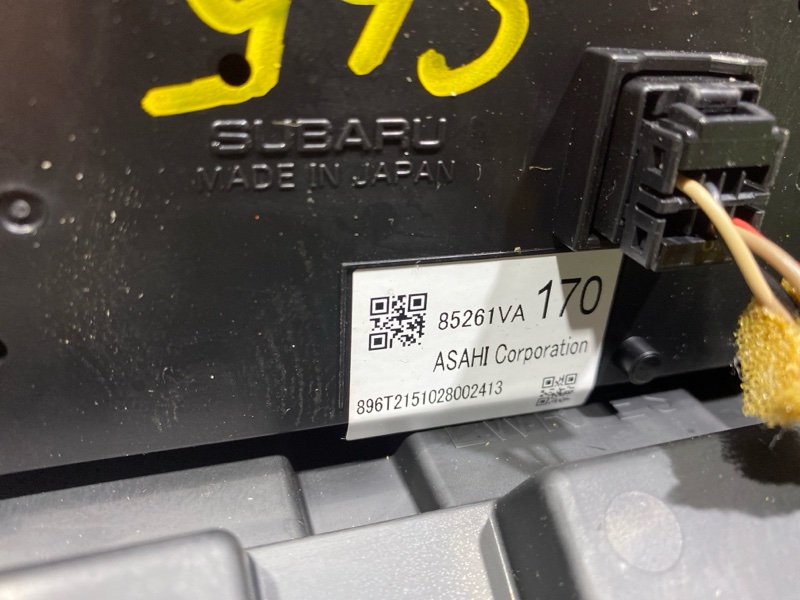 SUBARU
MADE IN JAPAN
85261VA 170
ASAHI Corporation
896T2151028002413